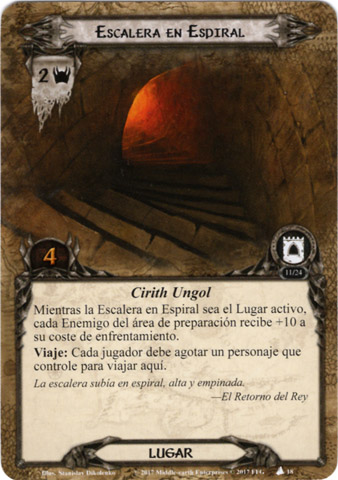 Escalera en Espiral
2
4
11/24
Cirith Ungol
Mientras la Escalera en Espiral sea el Lugar activo,
cada Enemigo del área de preparación recibe +10 a
su coste de enfrentamiento.
Viaje: Cada jugador debe agotar un personaje que
controle para viajar aquí.
La escalera subía en espiral, alta y empinada.
—El Retorno del Rey
LUGAR
Ilus. Stanislav Dikolenko © 2017 Middle-earth Enterprises © 2017 FFG 18